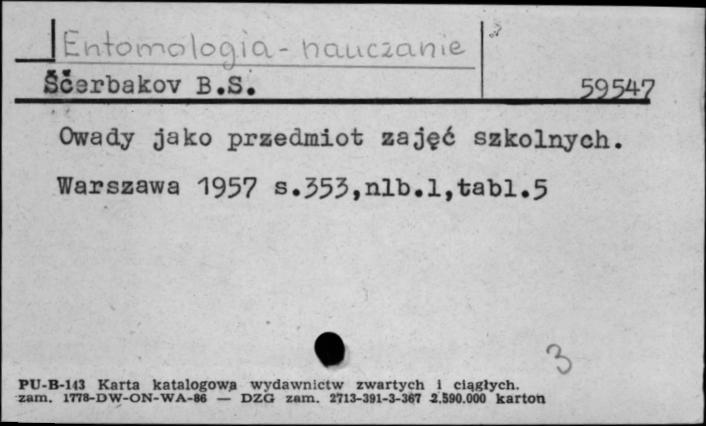 Entomologia - nauczanie
Ščerbakov B.S. 59547
Owady jako przedmiot zajęć szkolnych.
Warszawa 1957 s.353,nlb.1,tabl.5
3
PU-B-143 Karta katalogowa wydawnictw zwartych i ciągłych.
zam. 1778-DW-ON-WA-86 — DZG zam. 2713-391-3-367 2.590.000 karton